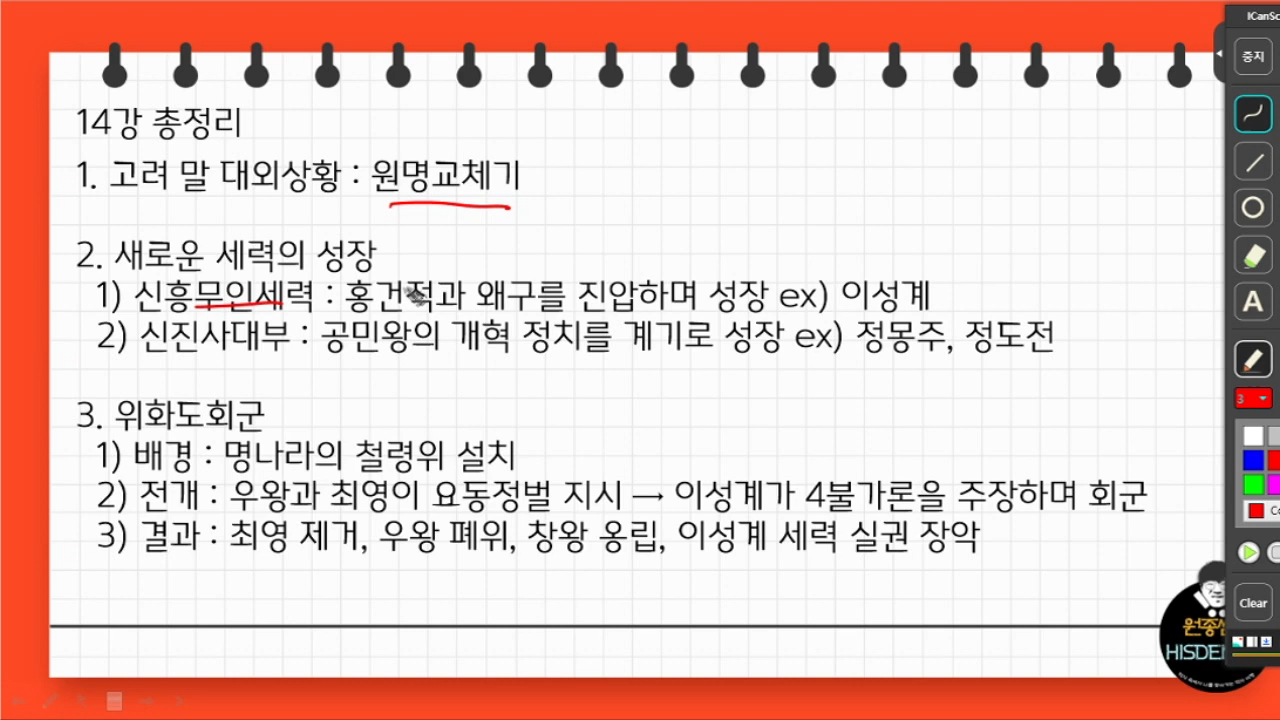 14강 총정리
1. 고려 말 대외상황 : 원명교체기
2. 새로운 세력의 성장
1) 신흥무인세력 : 홍건적과 왜구를 진압하며 성장 ex) 이성계
2) 신진사대부 : 공민왕의 개혁 정치를 계기로 성장 ex) 정몽주, 정도전
3. 위화도회군
1) 배경 : 명나라의 철령위 설치
2) 전개 : 우왕과 최영이 요동정벌 지시 → 이성계가 4불가론을 주장하며 회군
3) 결과 : 최영 제거, 우왕 폐위, 창왕 옹립, 이성계 세력 실권 장악
ICanSc
중지
A
3
Co
Clear
원종
HISDE